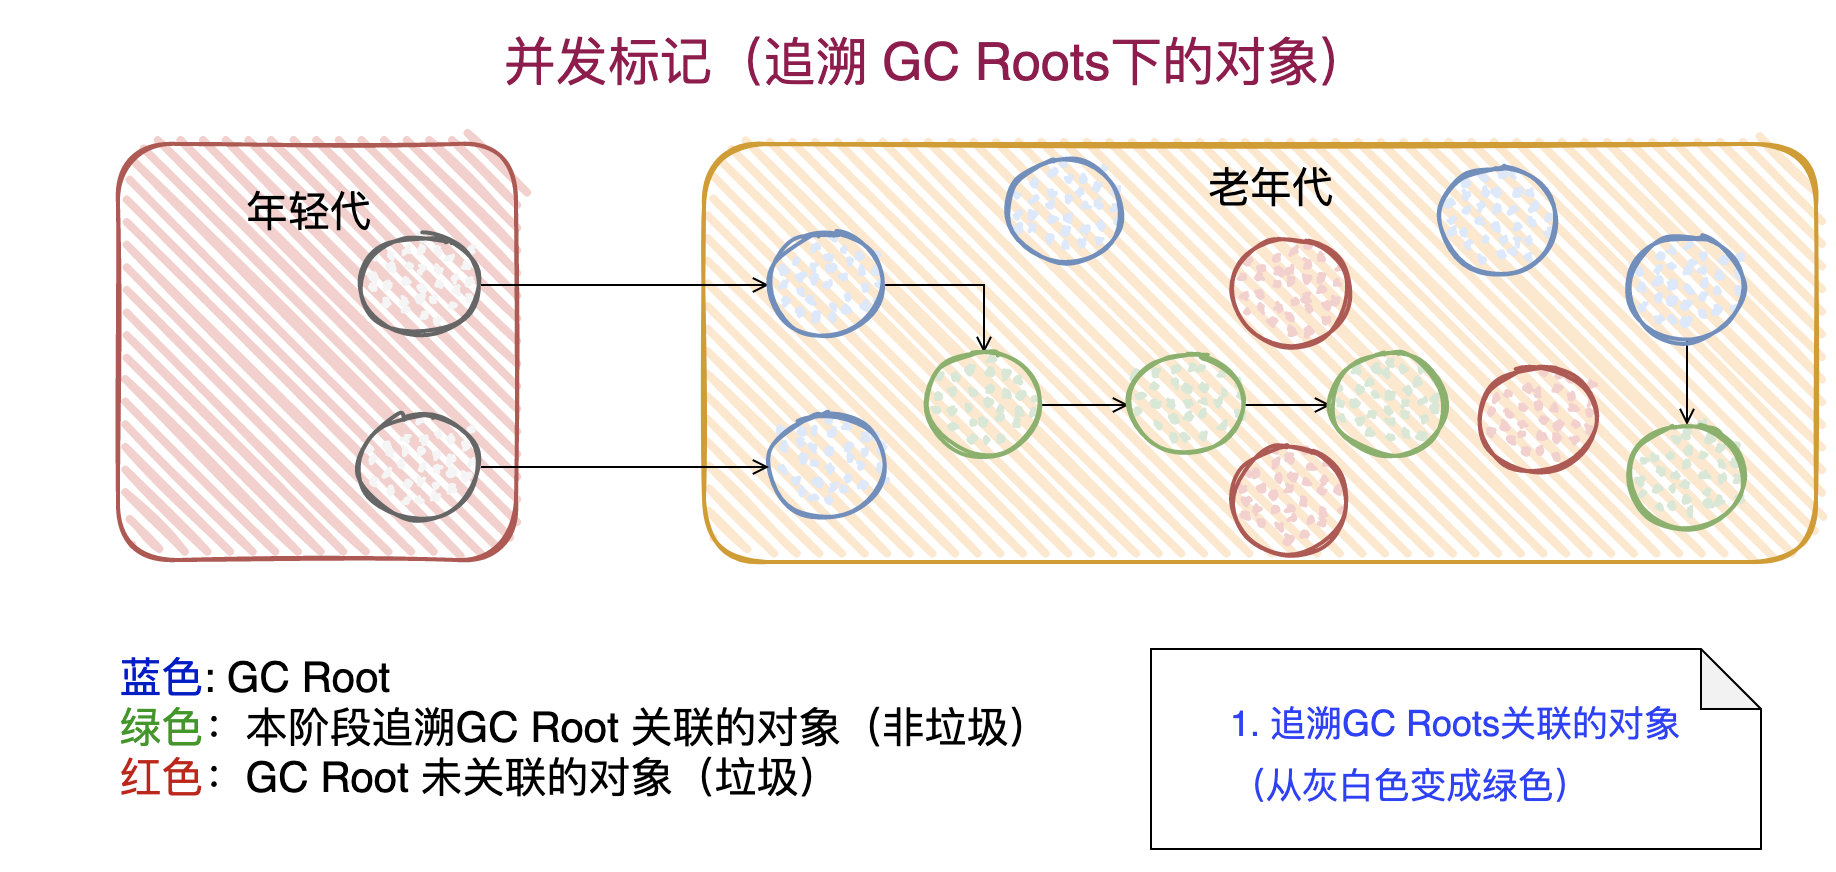 并发标记（追溯 GC Roots下的对象）
年轻代
老年代
蓝色: GC Root
绿色：本阶段追溯GC Root 关联的对象（非垃圾）
红色：GC Root 未关联的对象（垃圾）
1. 追溯GC Roots关联的对象
（从灰白色变成绿色）